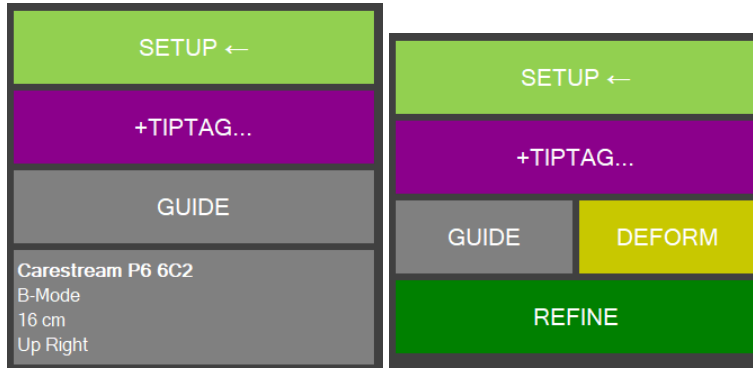 SETUP ←
+TIPTAG...
GUIDE
Carestream P6 6C2
B-Mode
16 cm
Up Right
SETUP ←
+TIPTAG...
GUIDE DEFORM
REFINE